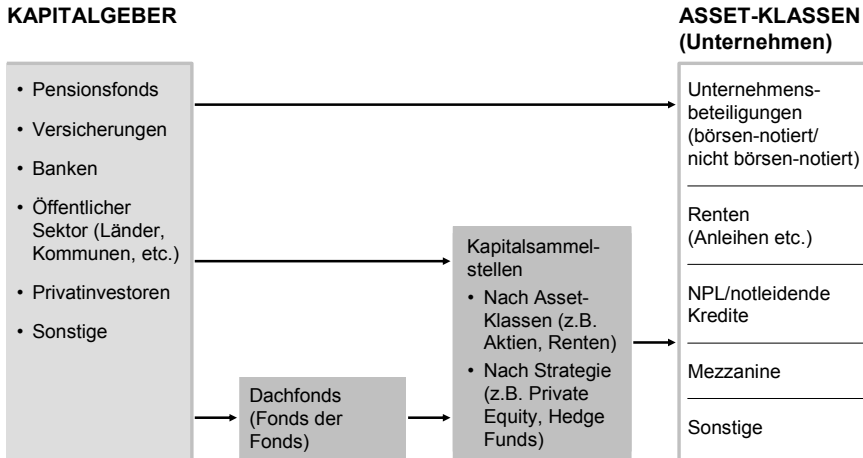 KAPITALGEBER
• Pensionsfonds
• Versicherungen
• Banken
• Öffentlicher
Sektor (Länder,
Kommunen, etc.)
• Privatinvestoren
• Sonstige
Dachfonds
(Fonds der
Fonds)
Kapitalsammel-
stellen
• Nach Asset-
Klassen (z.B.
Aktien, Renten)
• Nach Strategie
(z.B. Private
Equity, Hedge
Funds)
ASSET-KLASSEN
(Unternehmen)
Unternehmens-
beteiligungen
(börsen-notiert/
nicht börsen-notiert)
Renten
(Anleihen etc.)
NPL/notleidende
Kredite
Mezzanine
Sonstige